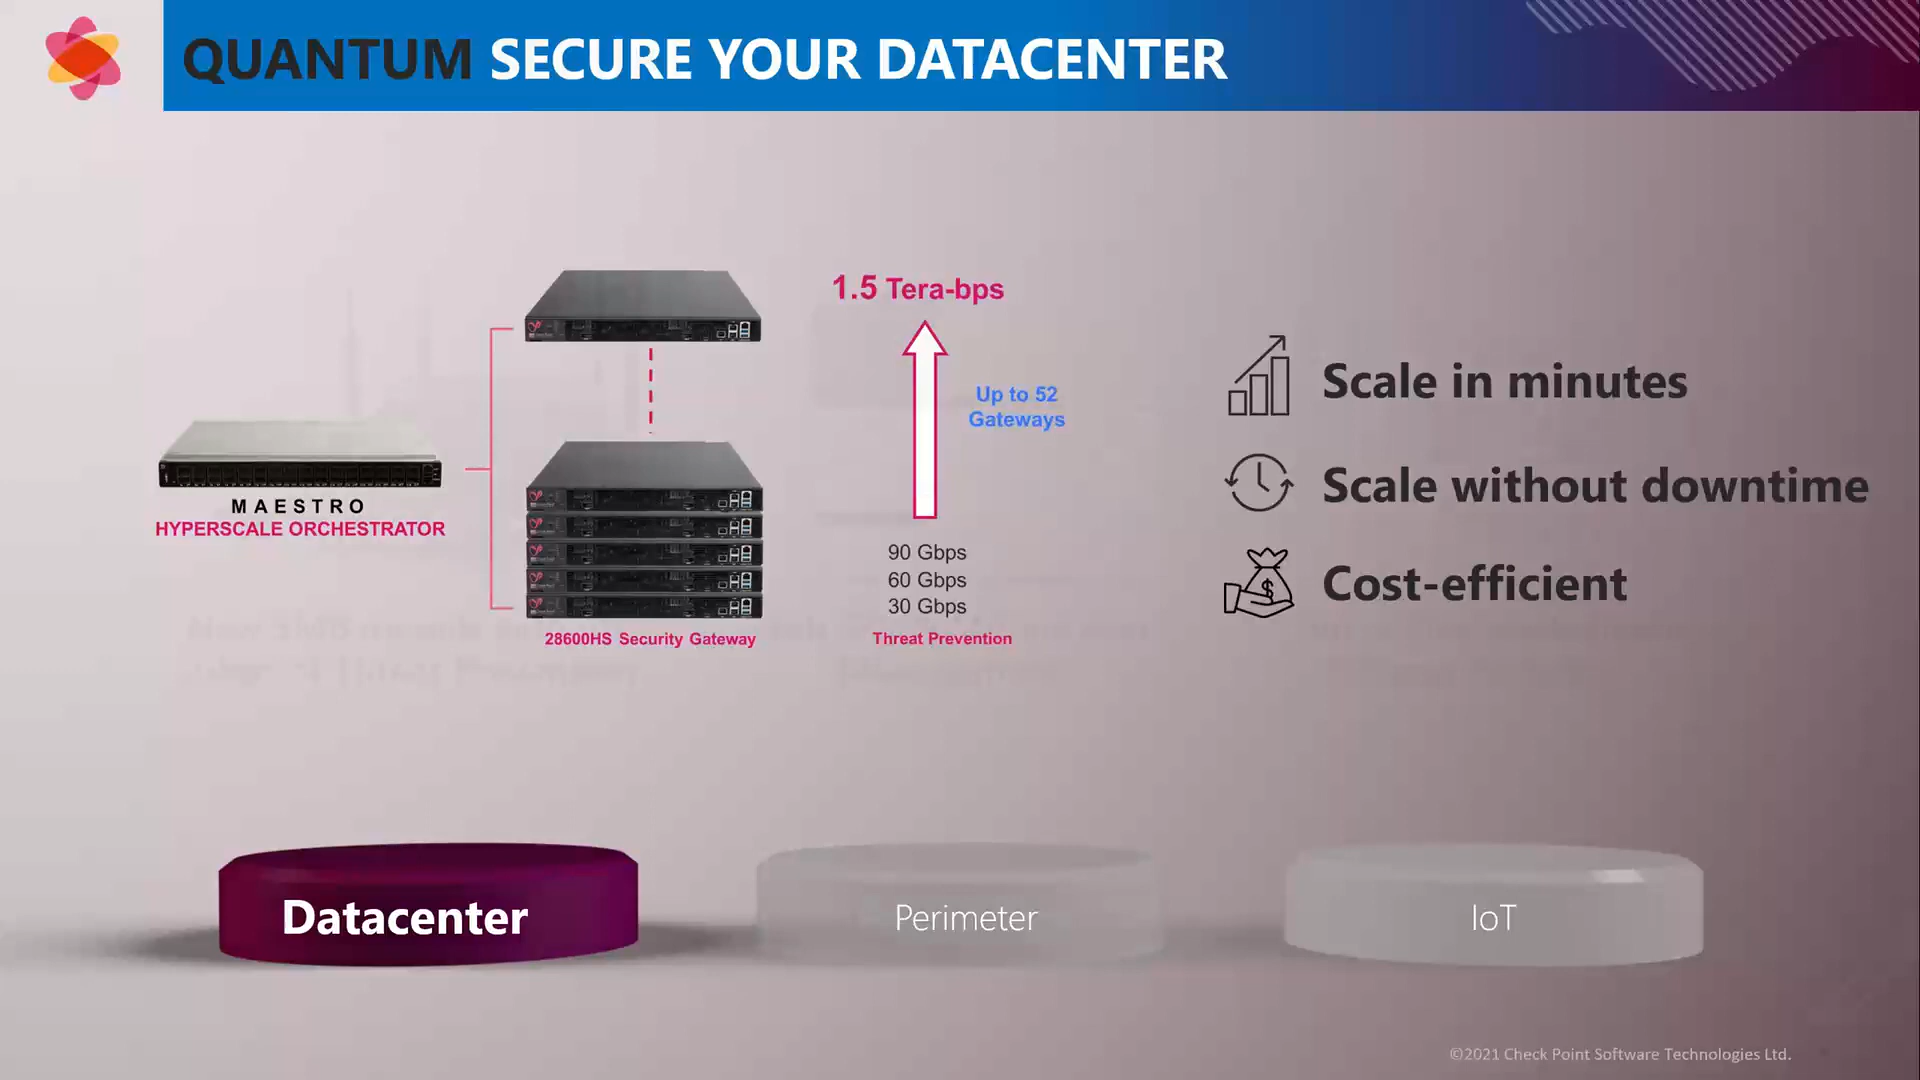 QUANTUM SECURE YOUR DATACENTER
1.5 Tera-bps
Up to 52
Gateways
MAESTRO
HYPERSCALE ORCHESTRATOR
90 Gbps
60 Gbps
30 Gbps
28600HS Security Gateway
Threat Prevention
Scale in minutes
Scale without downtime
Cost-efficient
Datacenter
Perimeter
IoT
©2021 Check Point Software Technologies Ltd.